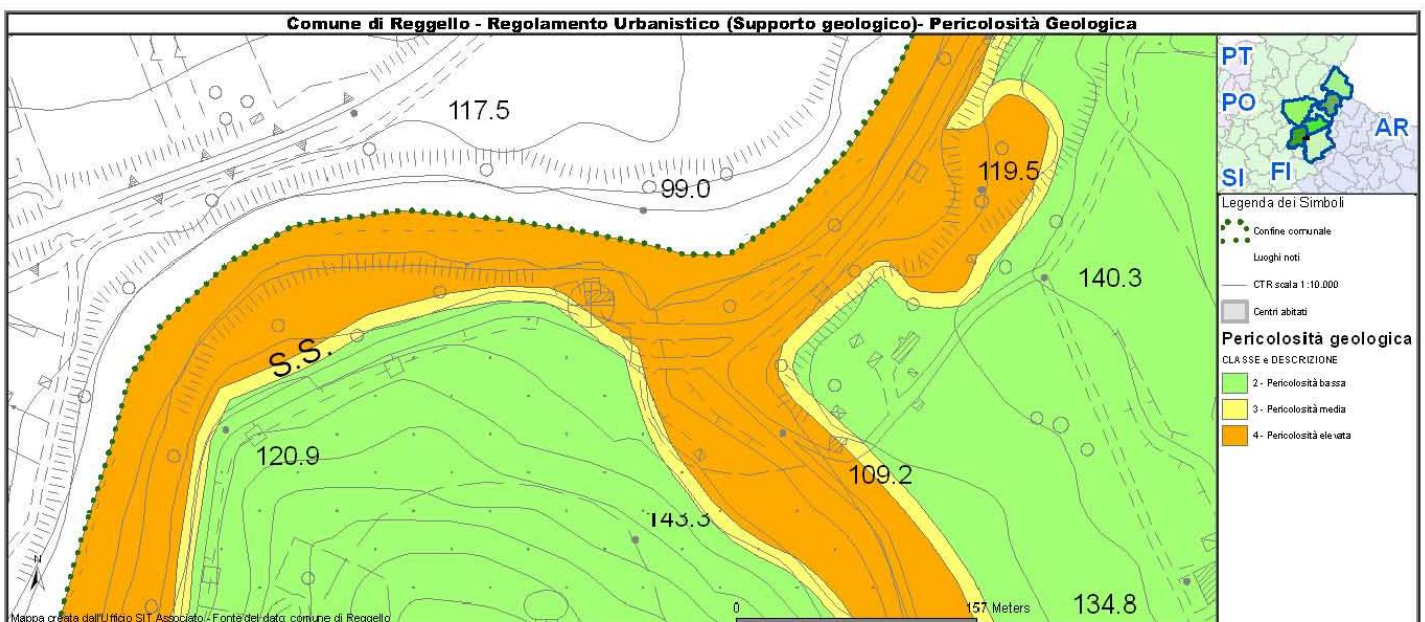 Comune di Reggello - Regolamento Urbanistico (Supporto geologico)- Pericolosità Geologica
117.5
99.0
119.5
140.3
S.S.
120.9
109.2
143.3
134.8
N
0
157 Meters
Mappa creata dall'Ufficio SIT Associato - Fonte del dato: comune di Reggello
PT
PO
AR
SI
FI
Legenda dei Simboli
Confine comunale
Luoghi noti
CTR scala 1:10.000
Centri abitati
Pericolosità geologica
CLASSE e DESCRIZIONE
2 - Pericolosità bassa
3 - Pericolosità media
4 - Pericolosità elevata